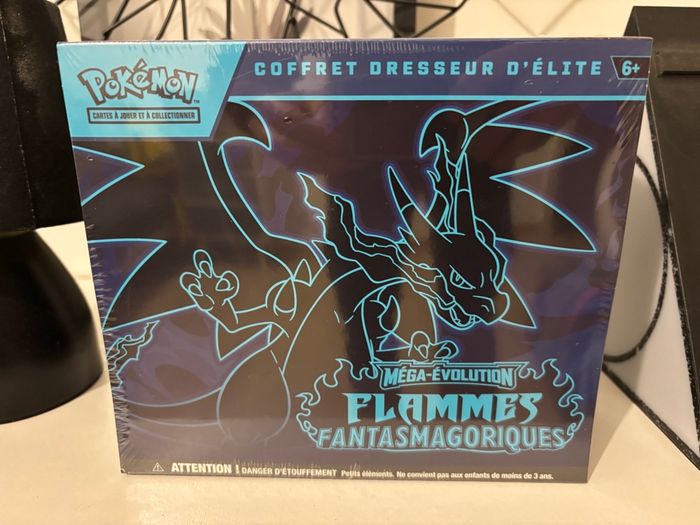 POKÉMON
CARTES À JOUER ET À COLLECTIONNER
COFFRET DRESSEUR D'ÉLITE
6+
MÉGA-ÉVOLUTION
FLAMMES
FANTASMAGORIQUES
ATTENTION ! DANGER D'ÉTOUFFEMENT Petits éléments. Ne convient pas aux enfants de moins de 3 ans.